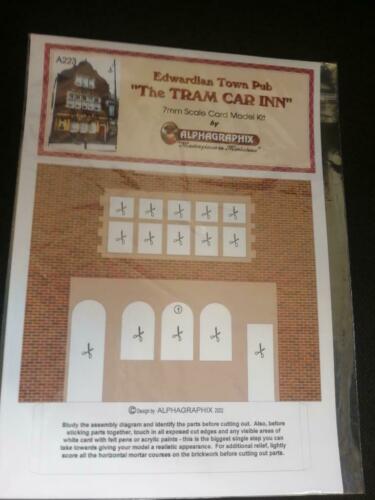 A223
Edwardian Town Pub
"The TRAM CAR INN"
7mm Scale Card Model Kit
by
ALPHAGRAPHIX
"Masterpieces in Miniature"
1
© Design by ALPHAGRAPHIX 2002
Study the assembly diagram and identify the parts before cutting out. Also, before
sticking parts together, touch in all exposed cut edges and any visible areas of
white card with felt pens or acrylic paints - this is the biggest single step you can
take towards giving your model a realistic appearance. For additional relief, lightly
score all the horizontal mortar courses on the brickwork before cutting out parts.